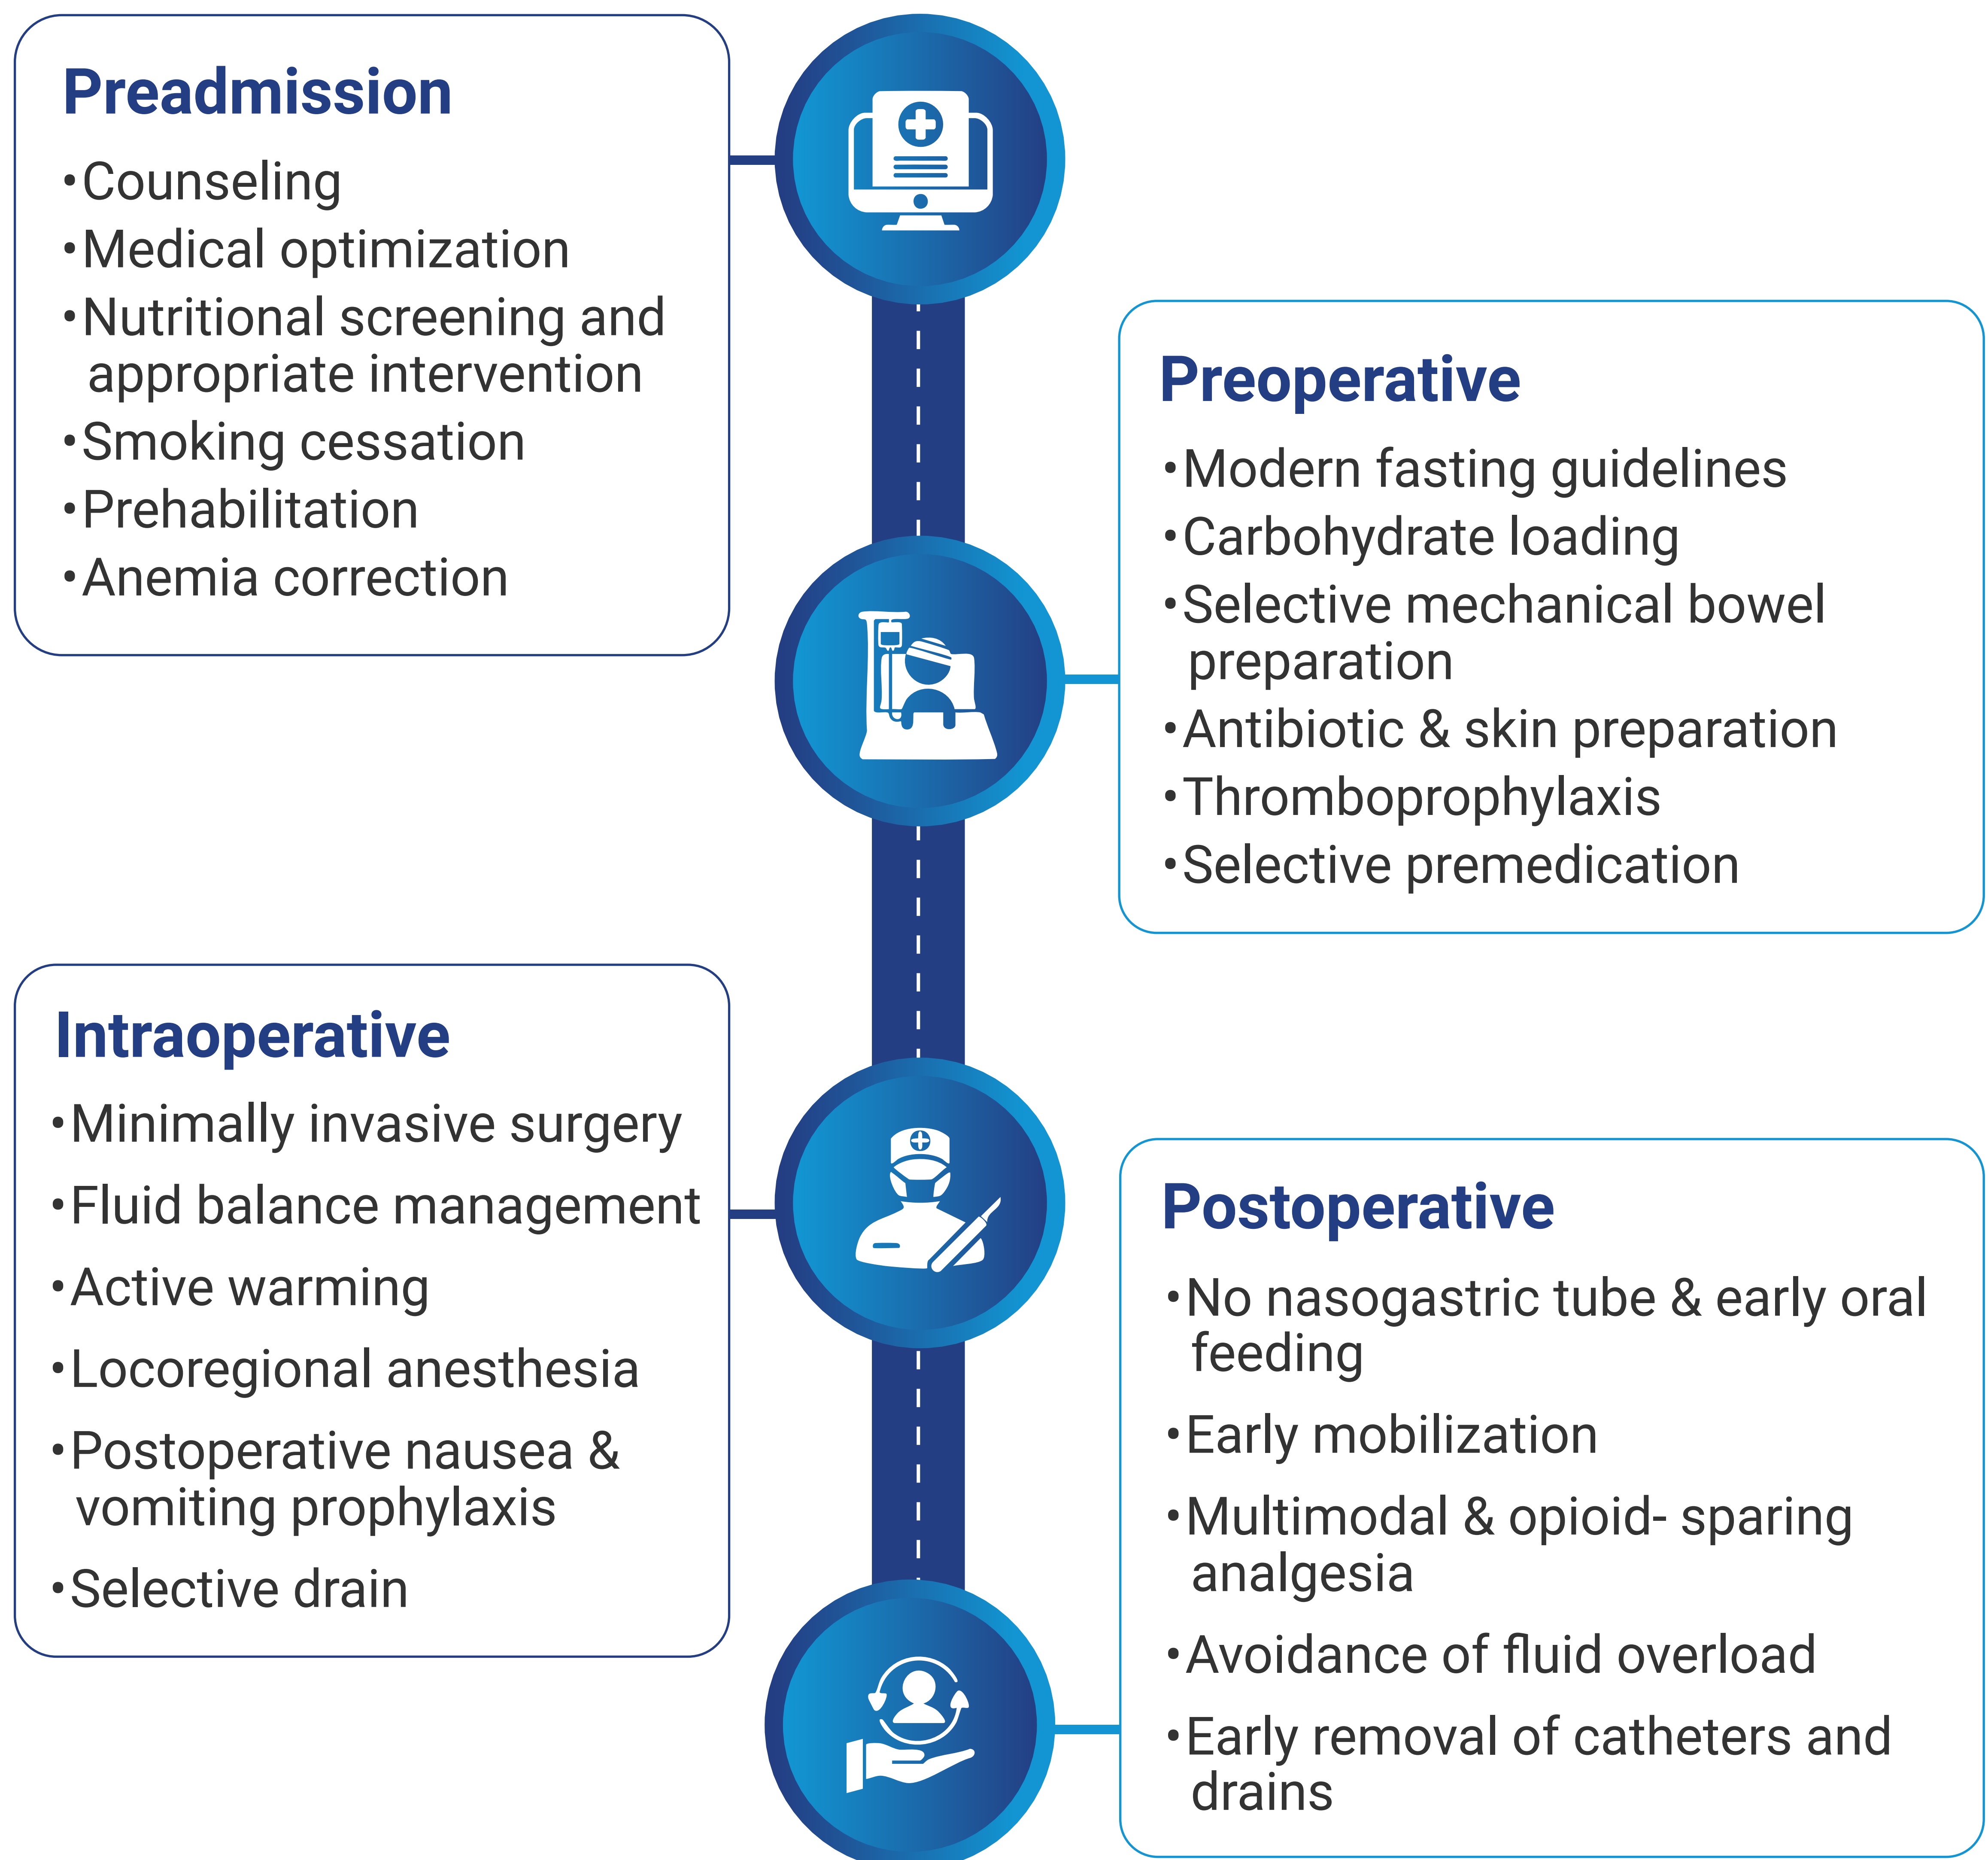 Preadmission
•Counseling
•Medical optimization
•Nutritional screening and
appropriate intervention
•Smoking cessation
•Prehabilitation
•Anemia correction
Preoperative
•Modern fasting guidelines
•Carbohydrate loading
•Selective mechanical bowel
preparation
•Antibiotic & skin preparation
•Thromboprophylaxis
•Selective premedication
Intraoperative
•Minimally invasive surgery
•Fluid balance management
•Active warming
•Locoregional anesthesia
•Postoperative nausea &
vomiting prophylaxis
•Selective drain
Postoperative
•No nasogastric tube & early oral
feeding
•Early mobilization
•Multimodal & opioid- sparing
analgesia
•Avoidance of fluid overload
•Early removal of catheters and
drains